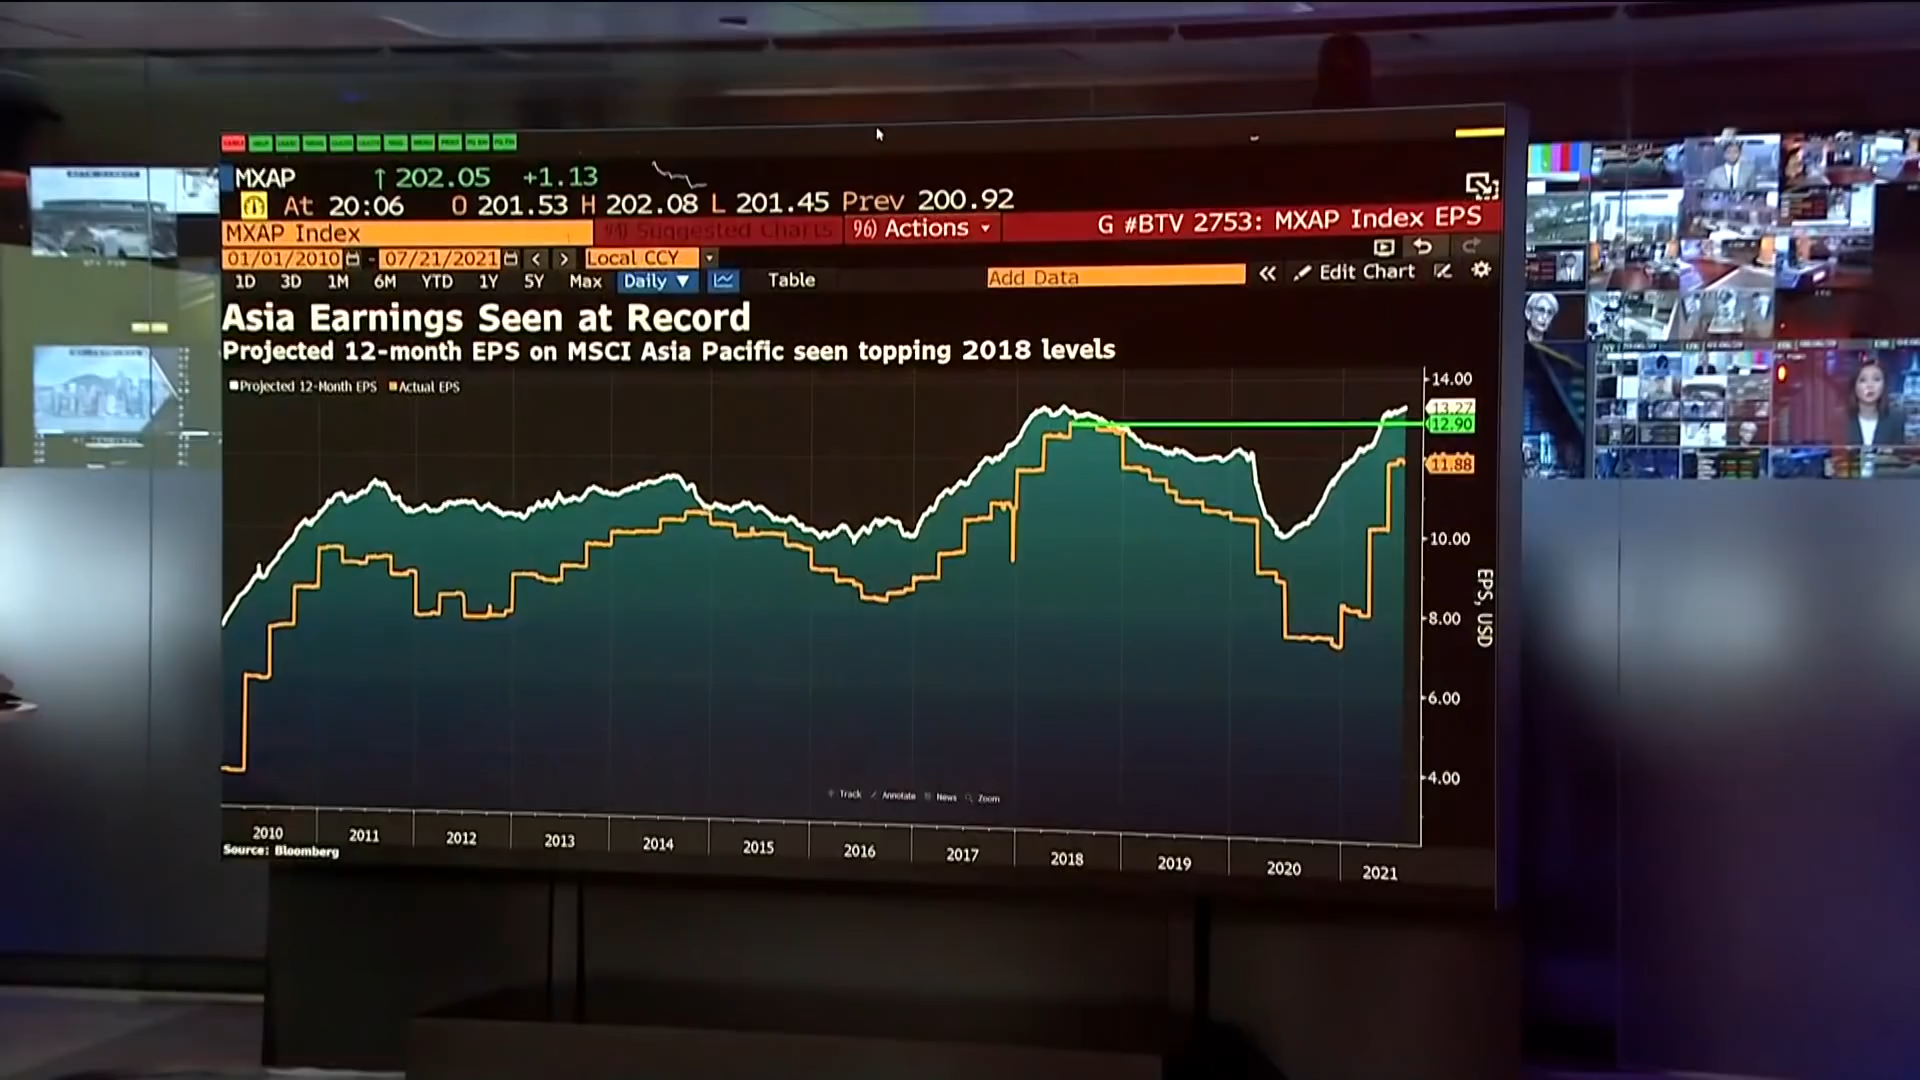 MXAP ↑ 202.05 +1.13
At 20:06 O 201.53 H 202.08 L 201.45 Prev 200.92
MXAP Index 94) Suggested Charts 96) Actions G #BTV 2753: MXAP Index EPS
01/01/2010 - 07/21/2021 < > Local CCY
1D 3D 1M 6M YTD 1Y 5Y Max Daily ▼ Table Add Data « Edit Chart
Asia Earnings Seen at Record
Projected 12-month EPS on MSCI Asia Pacific seen topping 2018 levels
Projected 12-Month EPS Actual EPS
14.00
13.27
12.90
11.88
10.00
8.00
6.00
4.00
EPS, USD
Track Annotate News Zoom
2010 2011 2012 2013 2014 2015 2016 2017 2018 2019 2020 2021
Source: Bloomberg